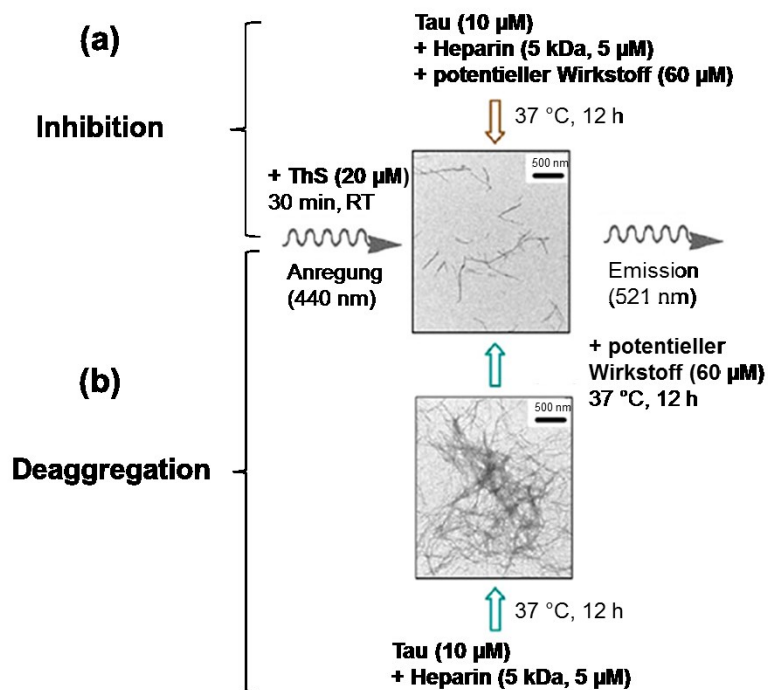 (a)
Inhibition
Tau (10 µM)
+ Heparin (5 kDa, 5 µM)
+ potentieller Wirkstoff (60 µM)
37 °C, 12 h
+ ThS (20 µM)
30 min, RT
Anregung
(440 nm)
500 nm
Emission
(521 nm)
(b)
Deaggregation
+ potentieller
Wirkstoff (60 µM)
37 °C, 12 h
500 nm
37 °C, 12 h
Tau (10 µM)
+ Heparin (5 kDa, 5 µM)